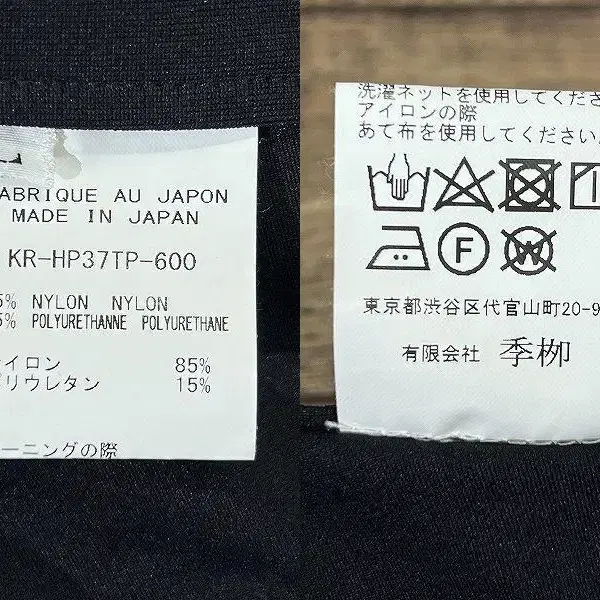 FABRIQUE AU JAPON
MADE IN JAPAN
KR-HP37TP-600
5% NYLON NYLON
5% POLYURETHANNE POLYURETHANE
イロン 85%
リウレタン 15%
ーニングの際
洗濯ネットを使用してくださ
アイロンの際
あて布を使用してください
F
W
東京都渋谷区代官山町20-9
有限会社 季栁